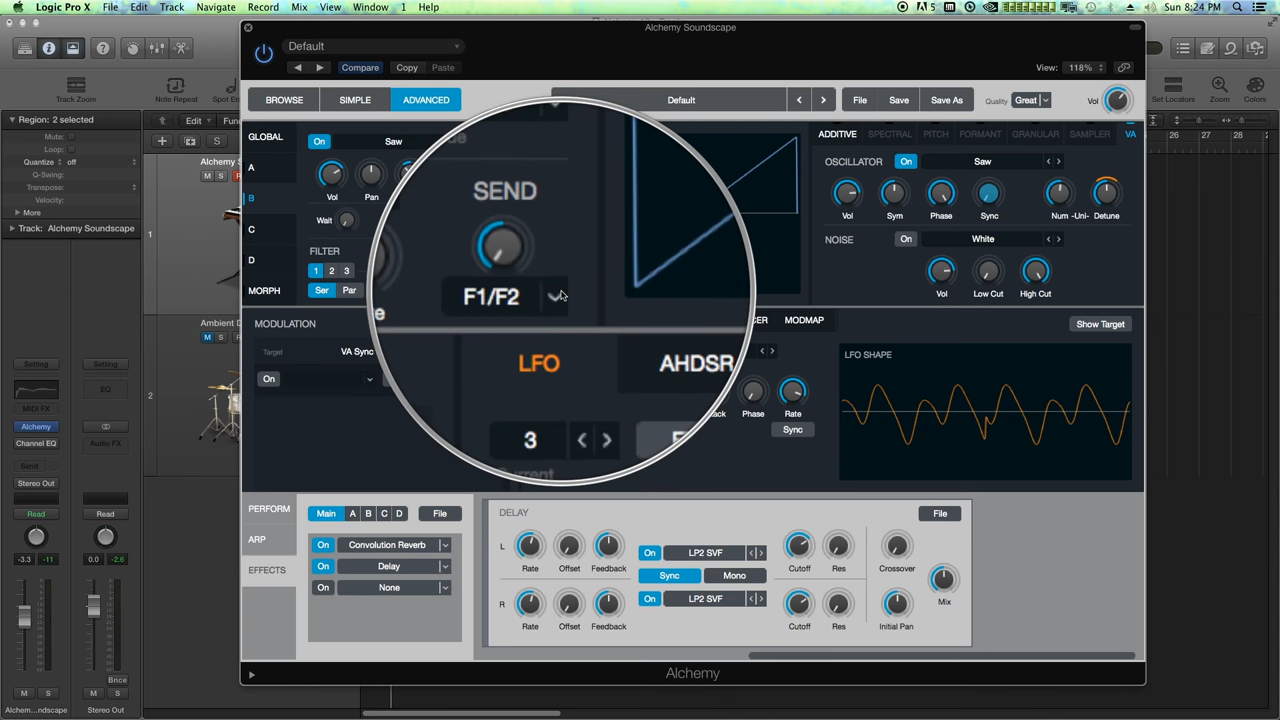 Logic Pro X File Edit Track Navigate Record Mix View Window 1 Help
5 Sun 8:24 PM
Alchemy Soundscape
Default
Compare Copy Paste
View: 118%
Track Zoom Note Repeat
Set Locators Zoom Colors
BROWSE SIMPLE ADVANCED
Default
File Save Save As Quality Great Vol
Region: 2 selected
Mute:
Loop:
Quantize off
Q-Swing:
Transpose:
Velocity:
More
Track: Alchemy Soundscape
Edit
S
1
M S R
2
M S
26 27 28 29
GLOBAL
A
B
C
D
MORPH
On Saw
Vol Pan
Wait
FILTER
1 2 3
Ser Par
SEND
F1/F2
LFO AHDSR
3
Current
ADDITIVE SPECTRAL PITCH FORMANT GRANULAR SAMPLER VA
OSCILLATOR On Saw
Vol Sym Phase Sync Num -Uni- Detune
NOISE On White
Vol Low Cut High Cut
MODULATION
Target VA Sync
On
MODMAP
Show Target
Phase Rate
Sync
LFO SHAPE
Setting Setting
EQ
MIDI FX
Alchemy
Channel EQ Audio FX
Send
Stereo Out
Read Read
-3.3 -11 0.0 -2.6
Bnce
M S M S
Alchem...ndscape Stereo Out
PERFORM
ARP
EFFECTS
Main A B C D File
On Convolution Reverb
On Delay
On None
DELAY File
L
Rate Offset Feedback
On LP2 SVF
Sync Mono
Cutoff Res
Crossover
Mix
R
Rate Offset Feedback
On LP2 SVF
Cutoff Res
Initial Pan
Alchemy